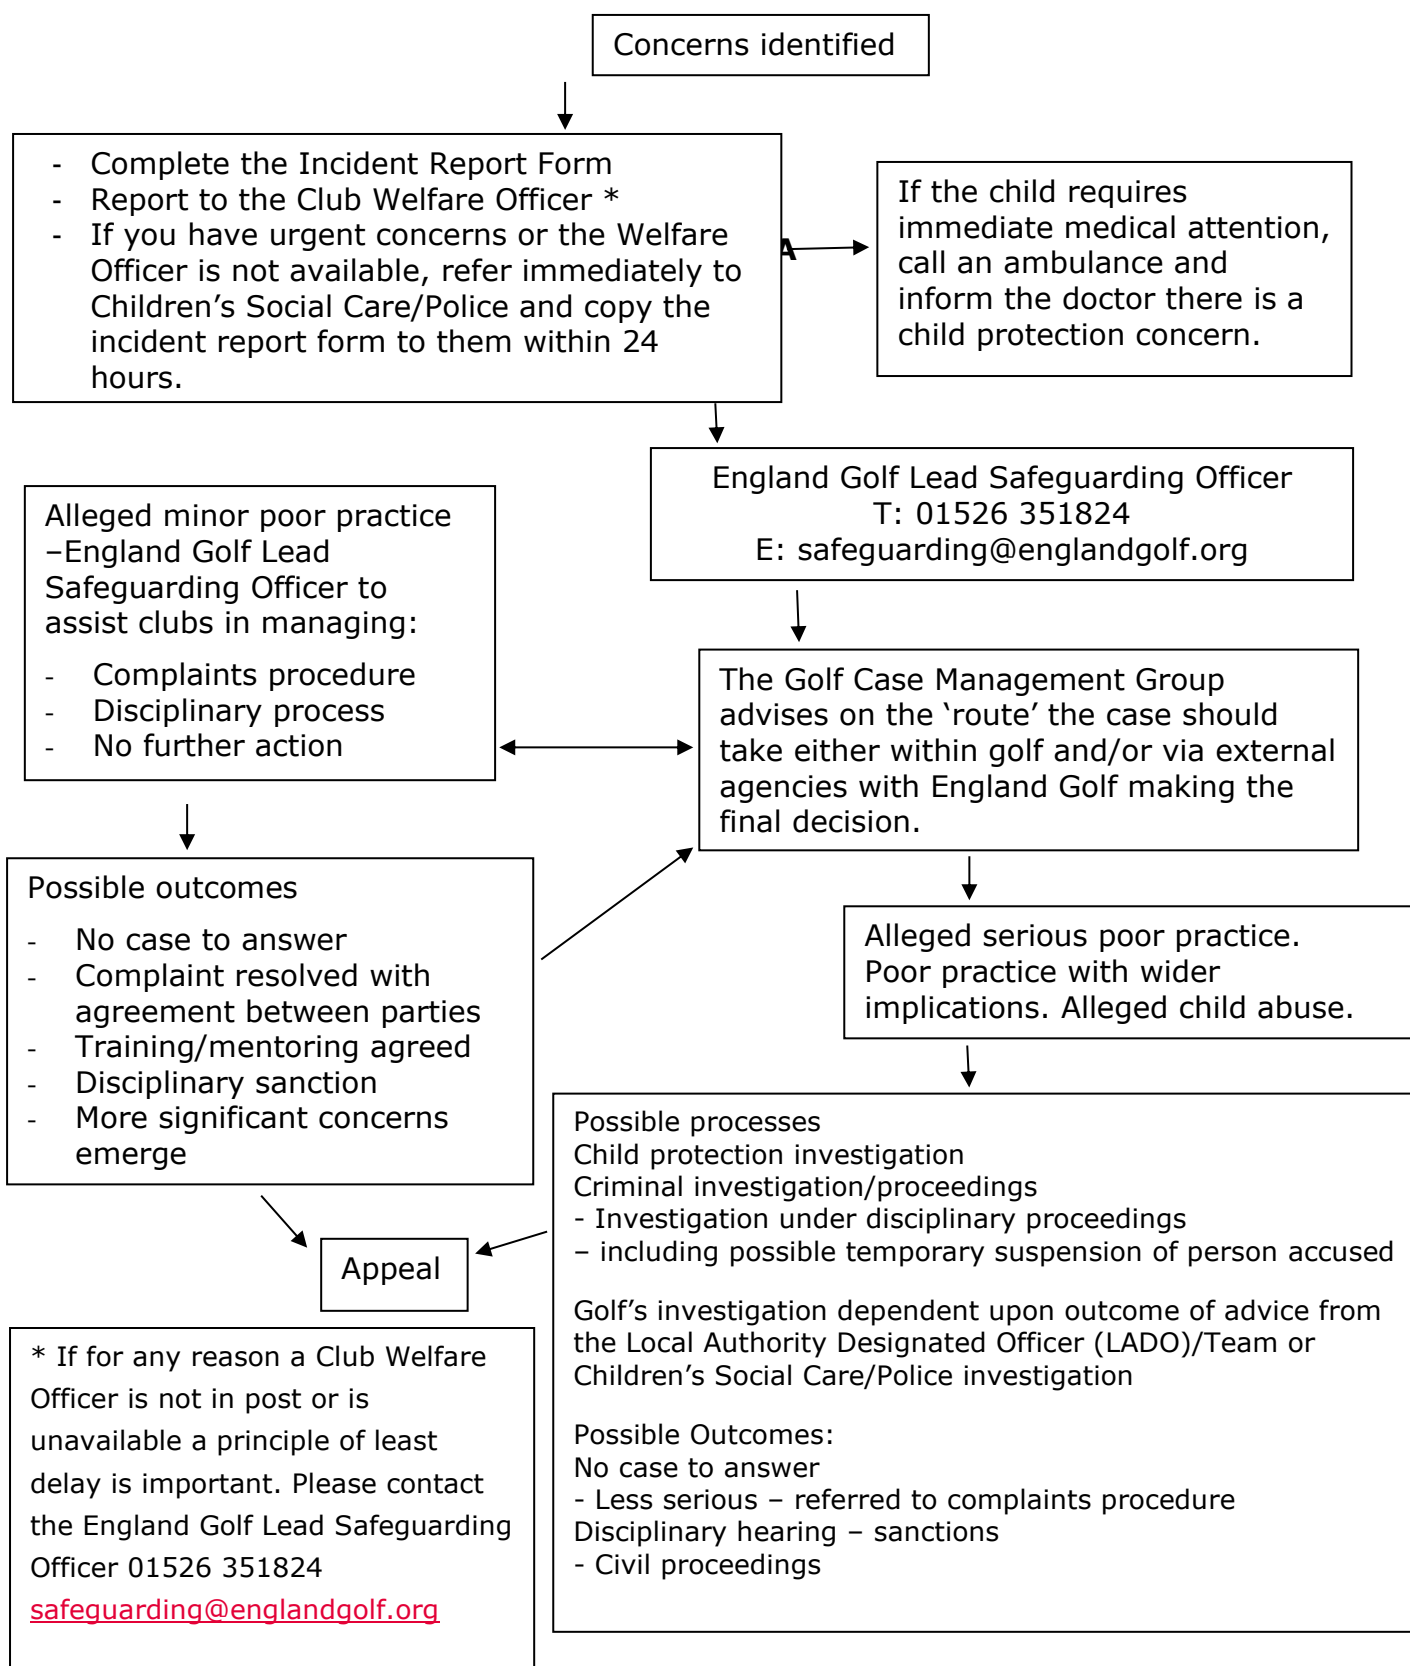 Concerns identified
- Complete the Incident Report Form
- Report to the Club Welfare Officer *
- If you have urgent concerns or the Welfare
Officer is not available, refer immediately to
Children’s Social Care/Police and copy the
incident report form to them within 24
hours.
A
If the child requires
immediate medical attention,
call an ambulance and
inform the doctor there is a
child protection concern.
England Golf Lead Safeguarding Officer
T: 01526 351824
E: safeguarding@englandgolf.org
Alleged minor poor practice
–England Golf Lead
Safeguarding Officer to
assist clubs in managing:
- Complaints procedure
- Disciplinary process
- No further action
The Golf Case Management Group
advises on the ‘route’ the case should
take either within golf and/or via external
agencies with England Golf making the
final decision.
Possible outcomes
- No case to answer
- Complaint resolved with
agreement between parties
- Training/mentoring agreed
- Disciplinary sanction
- More significant concerns
emerge
Alleged serious poor practice.
Poor practice with wider
implications. Alleged child abuse.
Possible processes
Child protection investigation
Criminal investigation/proceedings
- Investigation under disciplinary proceedings
– including possible temporary suspension of person accused
Golf’s investigation dependent upon outcome of advice from
the Local Authority Designated Officer (LADO)/Team or
Children’s Social Care/Police investigation
Possible Outcomes:
No case to answer
- Less serious – referred to complaints procedure
Disciplinary hearing – sanctions
- Civil proceedings
Appeal
* If for any reason a Club Welfare
Officer is not in post or is
unavailable a principle of least
delay is important. Please contact
the England Golf Lead Safeguarding
Officer 01526 351824
safeguarding@englandgolf.org